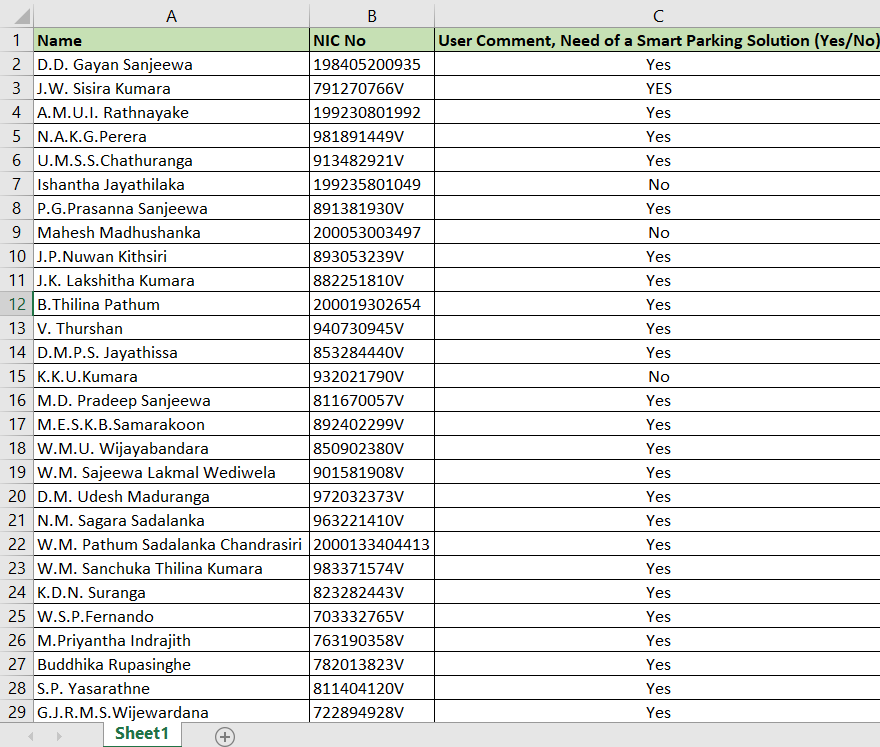 A B C
1 Name NIC No User Comment, Need of a Smart Parking Solution (Yes/No)
2 D.D. Gayan Sanjeewa 198405200935 Yes
3 J.W. Sisira Kumara 791270766V YES
4 A.M.U.I. Rathnayake 199230801992 Yes
5 N.A.K.G.Perera 981891449V Yes
6 U.M.S.S.Chathuranga 913482921V Yes
7 Ishantha Jayathilaka 199235801049 No
8 P.G.Prasanna Sanjeewa 891381930V Yes
9 Mahesh Madhushanka 200053003497 No
10 J.P.Nuwan Kithsiri 893053239V Yes
11 J.K. Lakshitha Kumara 882251810V Yes
12 B.Thilina Pathum 200019302654 Yes
13 V. Thurshan 940730945V Yes
14 D.M.P.S. Jayathissa 853284440V Yes
15 K.K.U.Kumara 932021790V No
16 M.D. Pradeep Sanjeewa 811670057V Yes
17 M.E.S.K.B.Samarakoon 892402299V Yes
18 W.M.U. Wijayabandara 850902380V Yes
19 W.M. Sajeewa Lakmal Wediwela 901581908V Yes
20 D.M. Udesh Maduranga 972032373V Yes
21 N.M. Sagara Sadalanka 963221410V Yes
22 W.M. Pathum Sadalanka Chandrasiri 2000133404413 Yes
23 W.M. Sanchuka Thilina Kumara 983371574V Yes
24 K.D.N. Suranga 823282443V Yes
25 W.S.P.Fernando 703332765V Yes
26 M.Priyantha Indrajith 763190358V Yes
27 Buddhika Rupasinghe 782013823V Yes
28 S.P. Yasarathne 811404120V Yes
29 G.J.R.M.S.Wijewardana 722894928V Yes
Sheet1